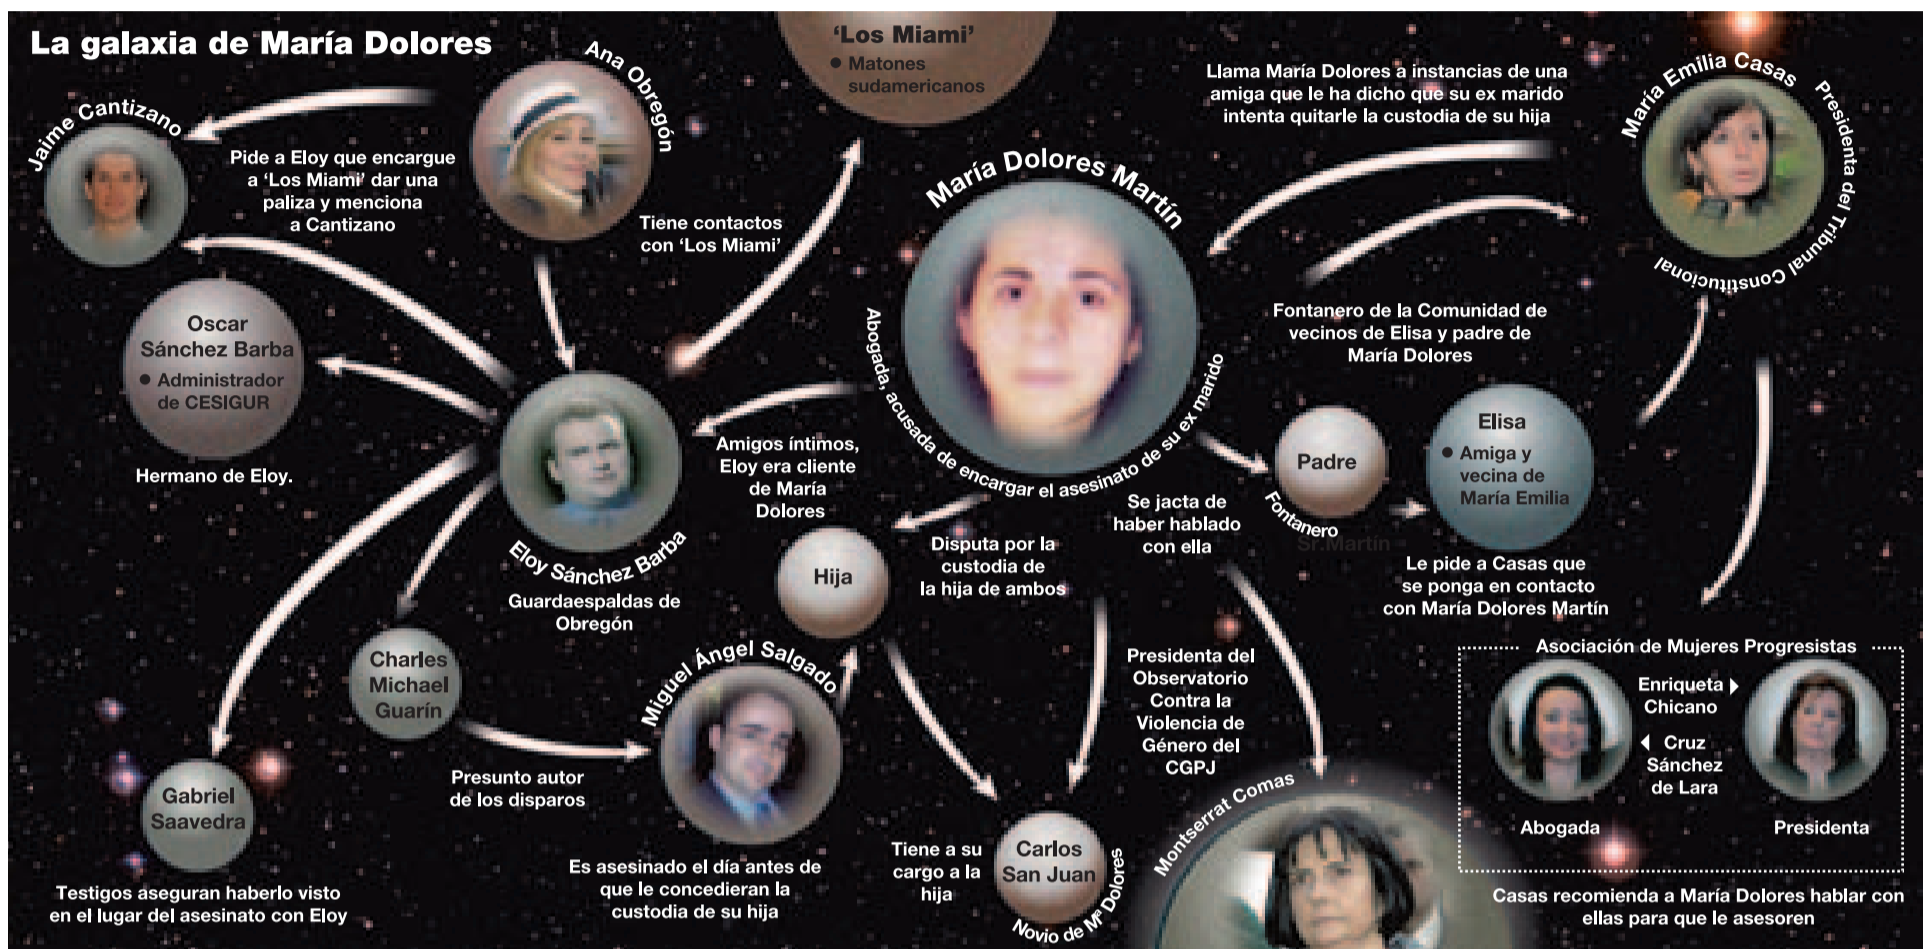 La galaxia de María Dolores
Jaime Cantizano
Ana Obregón
Pide a Eloy que encargue
a 'Los Miami' dar una
paliza y menciona
a Cantizano
'Los Miami'
● Matones
sudamericanos
Tiene contactos
con 'Los Miami'
Llama María Dolores a instancias de una
amiga que le ha dicho que su ex marido
intenta quitarle la custodia de su hija
María Emilia Casas
Presidenta del Tribunal Constitucional
María Dolores Martín
Abogada, acusada de encargar el asesinato de su ex marido
Oscar
Sánchez Barba
● Administrador
de CESIGUR
Hermano de Eloy.
Eloy Sánchez Barba
Guardaespaldas de
Obregón
Amigos íntimos,
Eloy era cliente
de María
Dolores
Fontanero de la Comunidad de
vecinos de Elisa y padre de
María Dolores
Padre
Fontanero
Sr.Martín
Elisa
● Amiga y
vecina de
María Emilia
Le pide a Casas que
se ponga en contacto
con María Dolores Martín
Se jacta de
haber hablado
con ella
Hija
Disputa por la
custodia de
la hija de ambos
Charles
Michael
Guarín
Presunto autor
de los disparos
Miguel Ángel Salgado
Es asesinado el día antes de
que le concedieran la
custodia de su hija
Gabriel
Saavedra
Testigos aseguran haberlo visto
en el lugar del asesinato con Eloy
Tiene a su
cargo a la
hija
Carlos
San Juan
Novio de Mª Dolores
Presidenta del
Observatorio
Contra la
Violencia de
Género del
CGPJ
Montserrat Comas
Asociación de Mujeres Progresistas
Enriqueta
Chicano
Cruz
Sánchez
de Lara
Abogada
Presidenta
Casas recomienda a María Dolores hablar con
ellas para que le asesoren